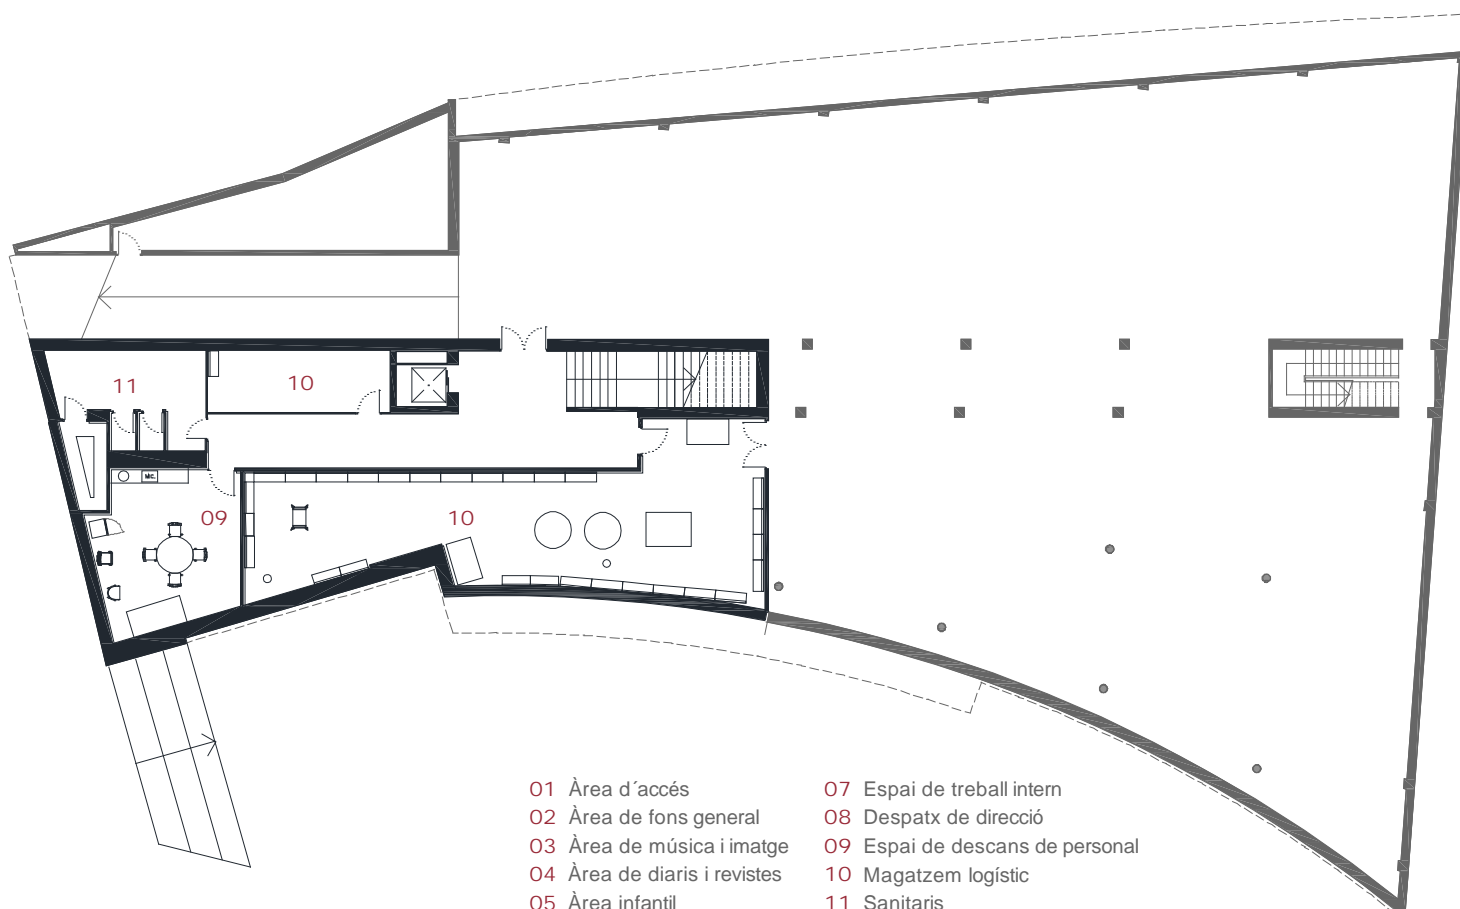 11
10
MIC.
09
10
01 Àrea d´accés
02 Àrea de fons general
03 Àrea de música i imatge
04 Àrea de diaris i revistes
05 Àrea infantil
07 Espai de treball intern
08 Despatx de direcció
09 Espai de descans de personal
10 Magatzem logístic
11 Sanitaris